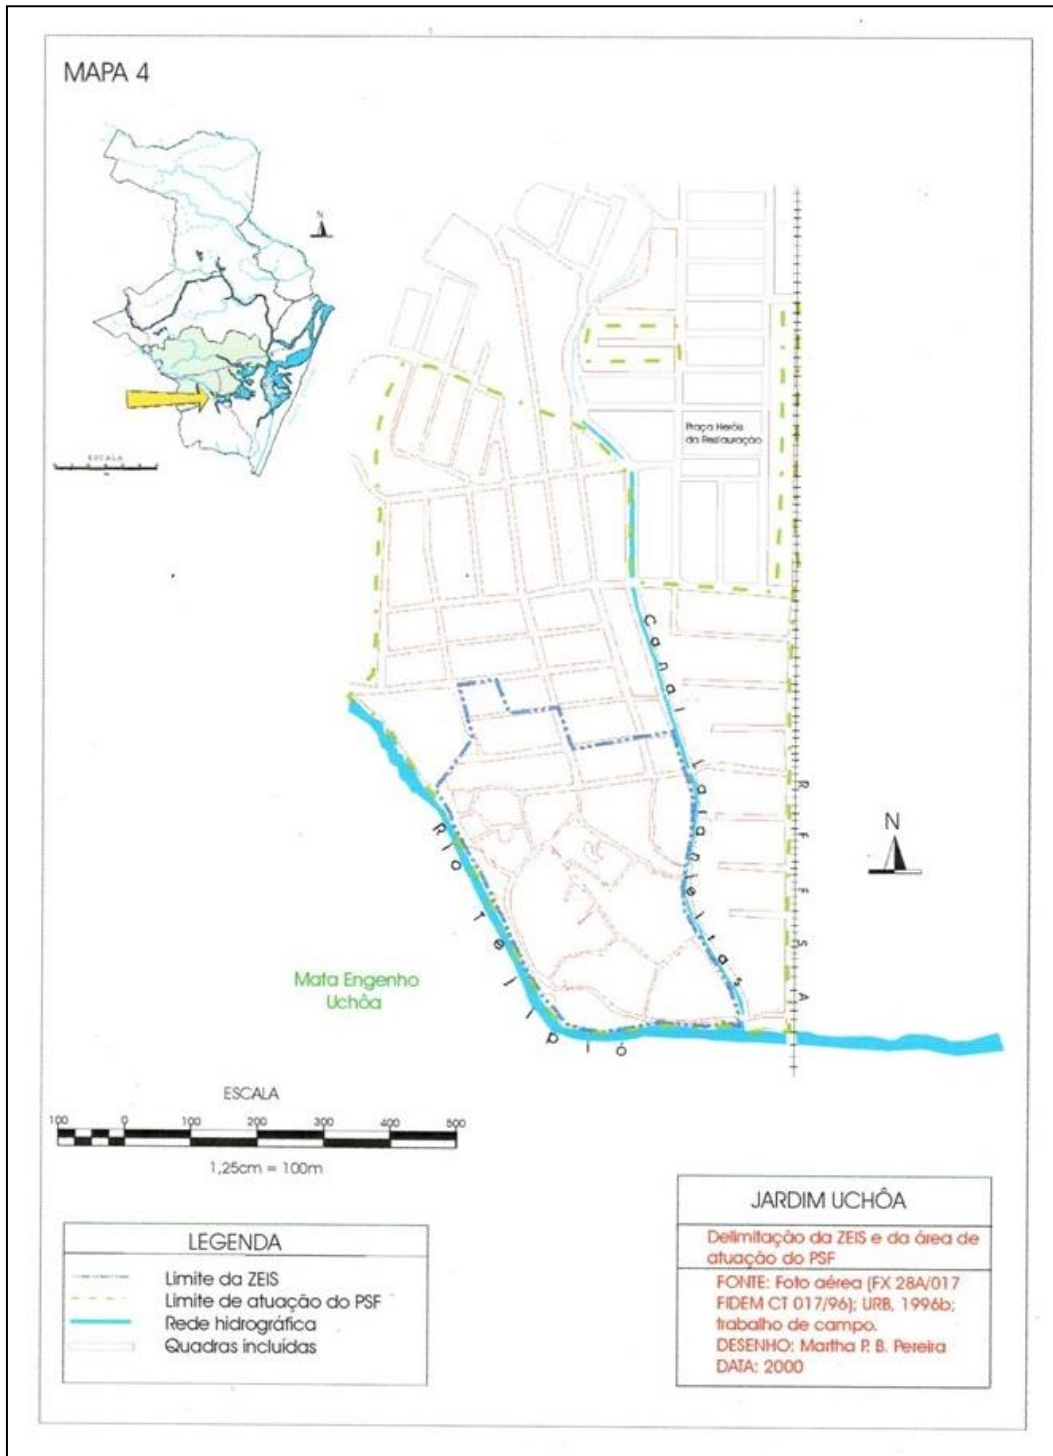 MAPA 4
N
ESCALA
Praça Heróis
da Restauração
Canal Laranjeiras
R F F S A
N
Rio Tejipió
Mata Engenho
Uchôa
ESCALA
100 0 100 200 300 400 500
1,25cm = 100m
JARDIM UCHÔA
Delimitação da ZEIS e da área de
atuação do PSF
FONTE: Foto aérea (FX 28A/017
FIDEM CT 017/96); URB, 1996b;
trabalho de campo.
DESENHO: Martha P. B. Pereira
DATA: 2000
LEGENDA
Limite da ZEIS
Limite de atuação do PSF
Rede hidrográfica
Quadras incluídas